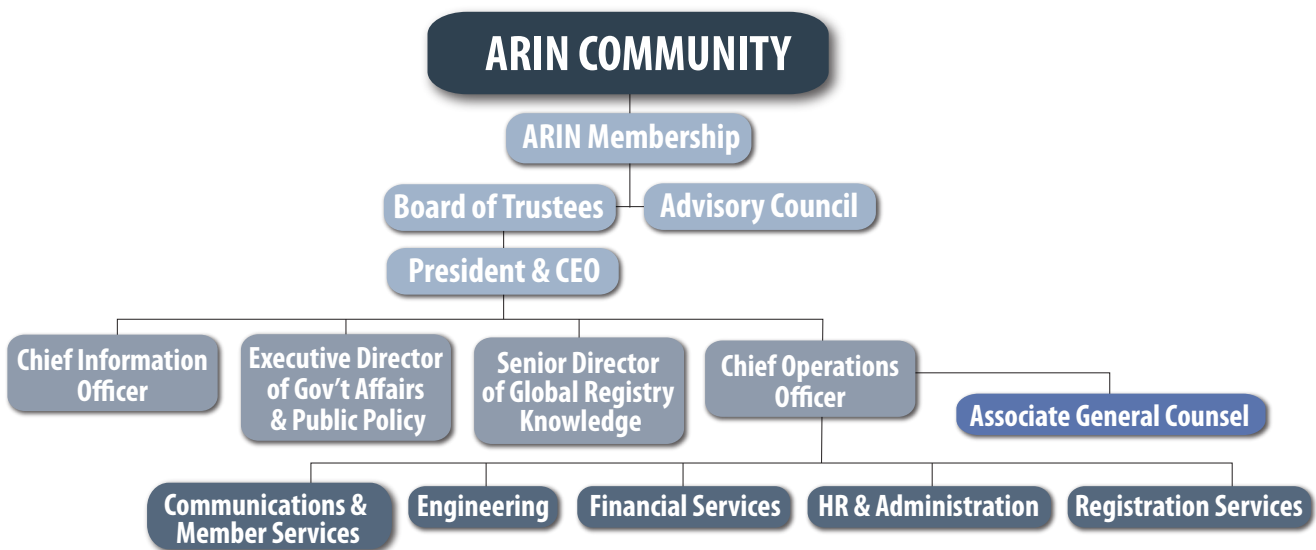 ARIN COMMUNITY
ARIN Membership
Board of Trustees
Advisory Council
President & CEO
Chief Information
Officer
Executive Director
of Gov’t Affairs
& Public Policy
Senior Director
of Global Registry
Knowledge
Chief Operations
Officer
Associate General Counsel
Communications &
Member Services
Engineering
Financial Services
HR & Administration
Registration Services